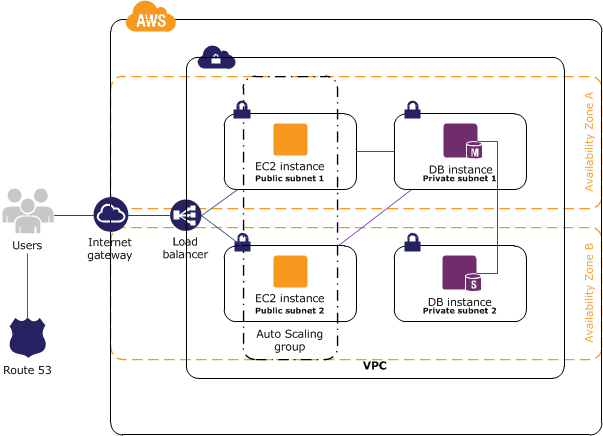 AWS
Availability Zone A
EC2 instance
Public subnet 1
M
DB instance
Private subnet 1
Users
Internet
gateway
Load
balancer
Availability Zone B
EC2 instance
Public subnet 2
S
DB instance
Private subnet 2
Auto Scaling
group
Route 53
VPC